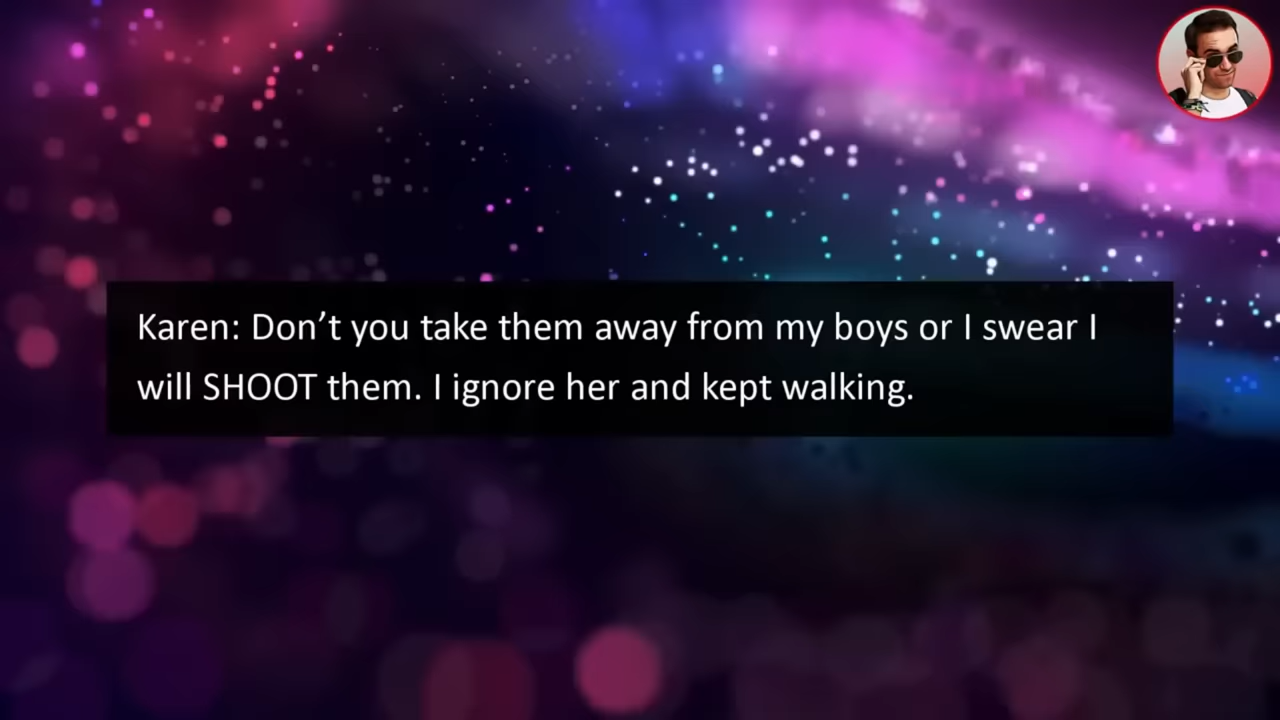 Karen: Don’t you take them away from my boys or I swear I
will SHOOT them. I ignore her and kept walking.